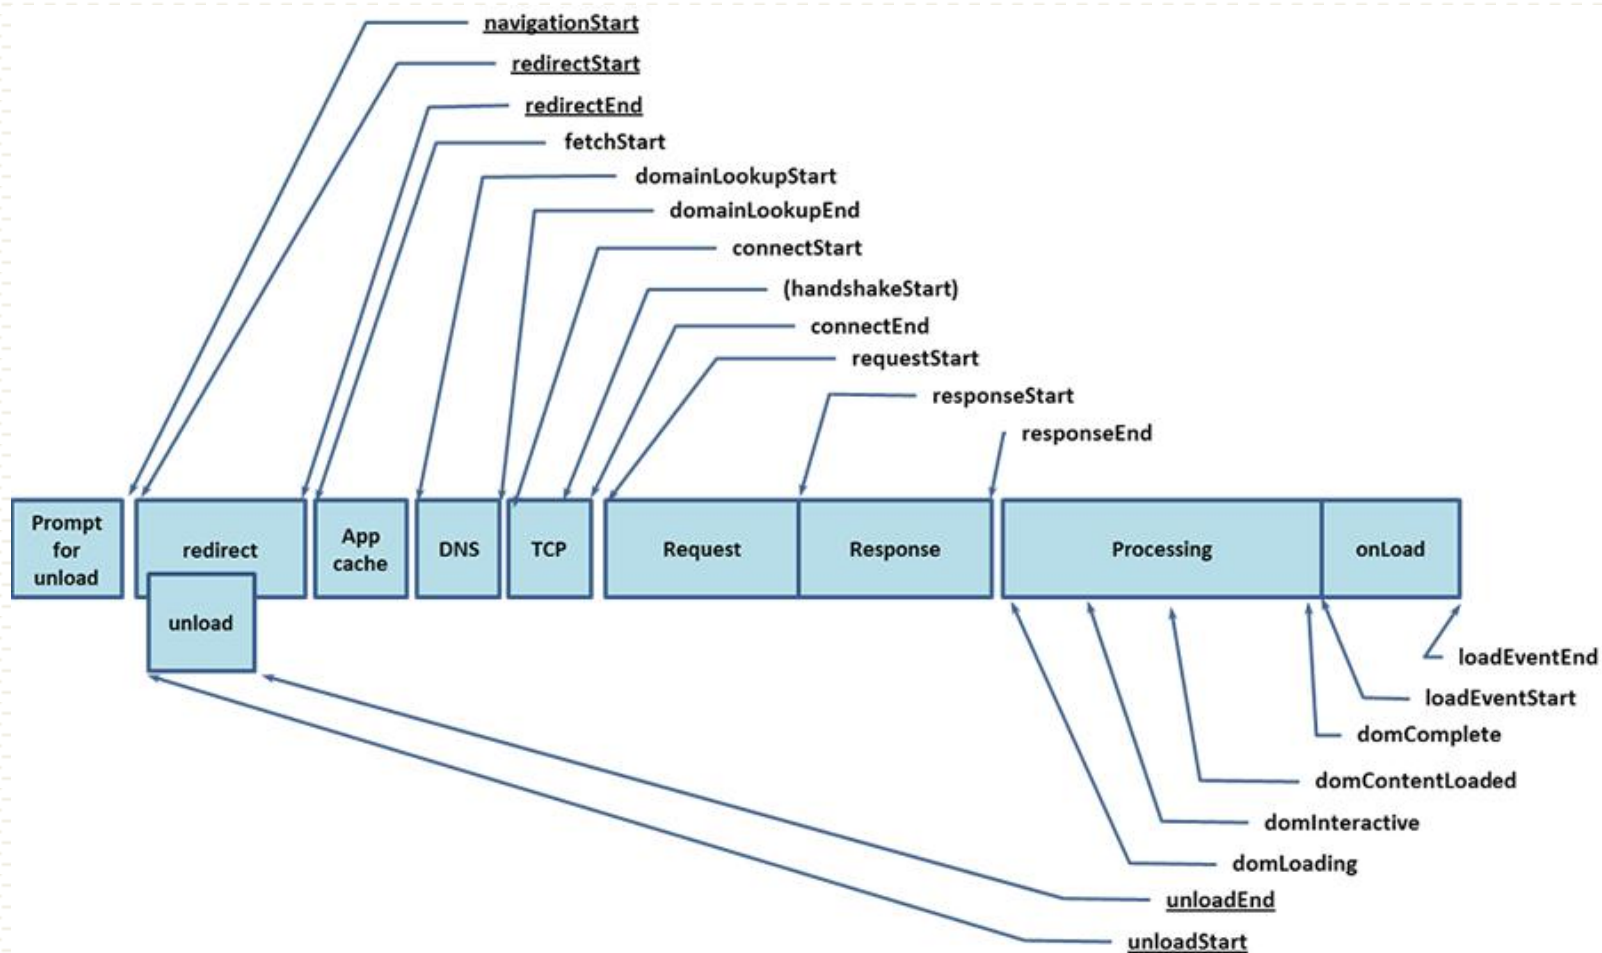 navigationStart
redirectStart
redirectEnd
fetchStart
domainLookupStart
domainLookupEnd
connectStart
(handshakeStart)
connectEnd
requestStart
responseStart
responseEnd
Prompt
for
unload
redirect
unload
App
cache
DNS
TCP
Request
Response
Processing
onLoad
loadEventEnd
loadEventStart
domComplete
domContentLoaded
domInteractive
domLoading
unloadEnd
unloadStart